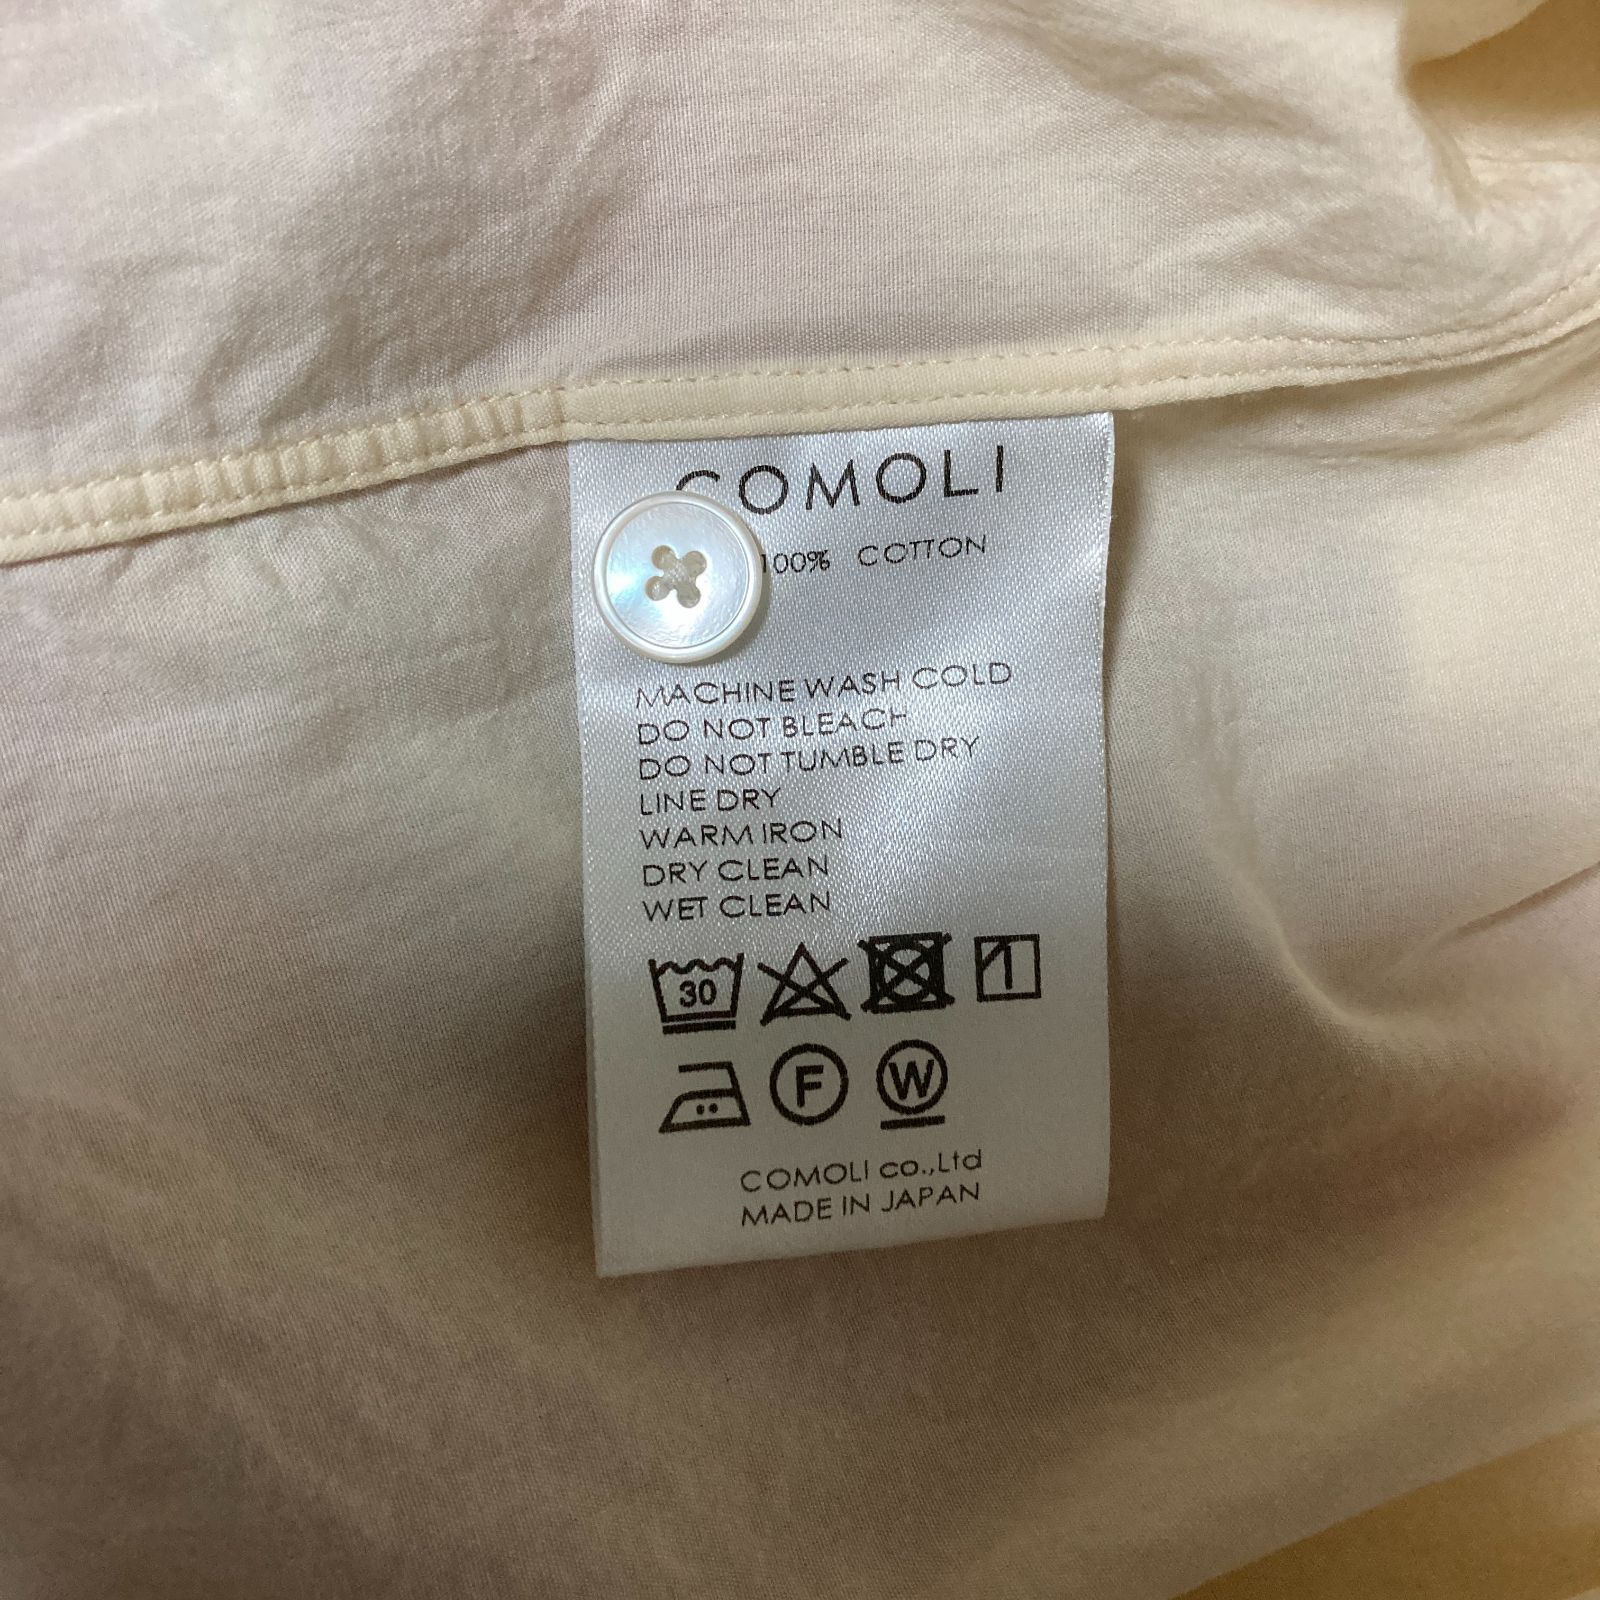 COMOLI
100% COTTON
MACHINE WASH COLD
DO NOT BLEACH
DO NOT TUMBLE DRY
LINE DRY
WARM IRON
DRY CLEAN
WET CLEAN
30
F W
COMOLI co.,Ltd
MADE IN JAPAN